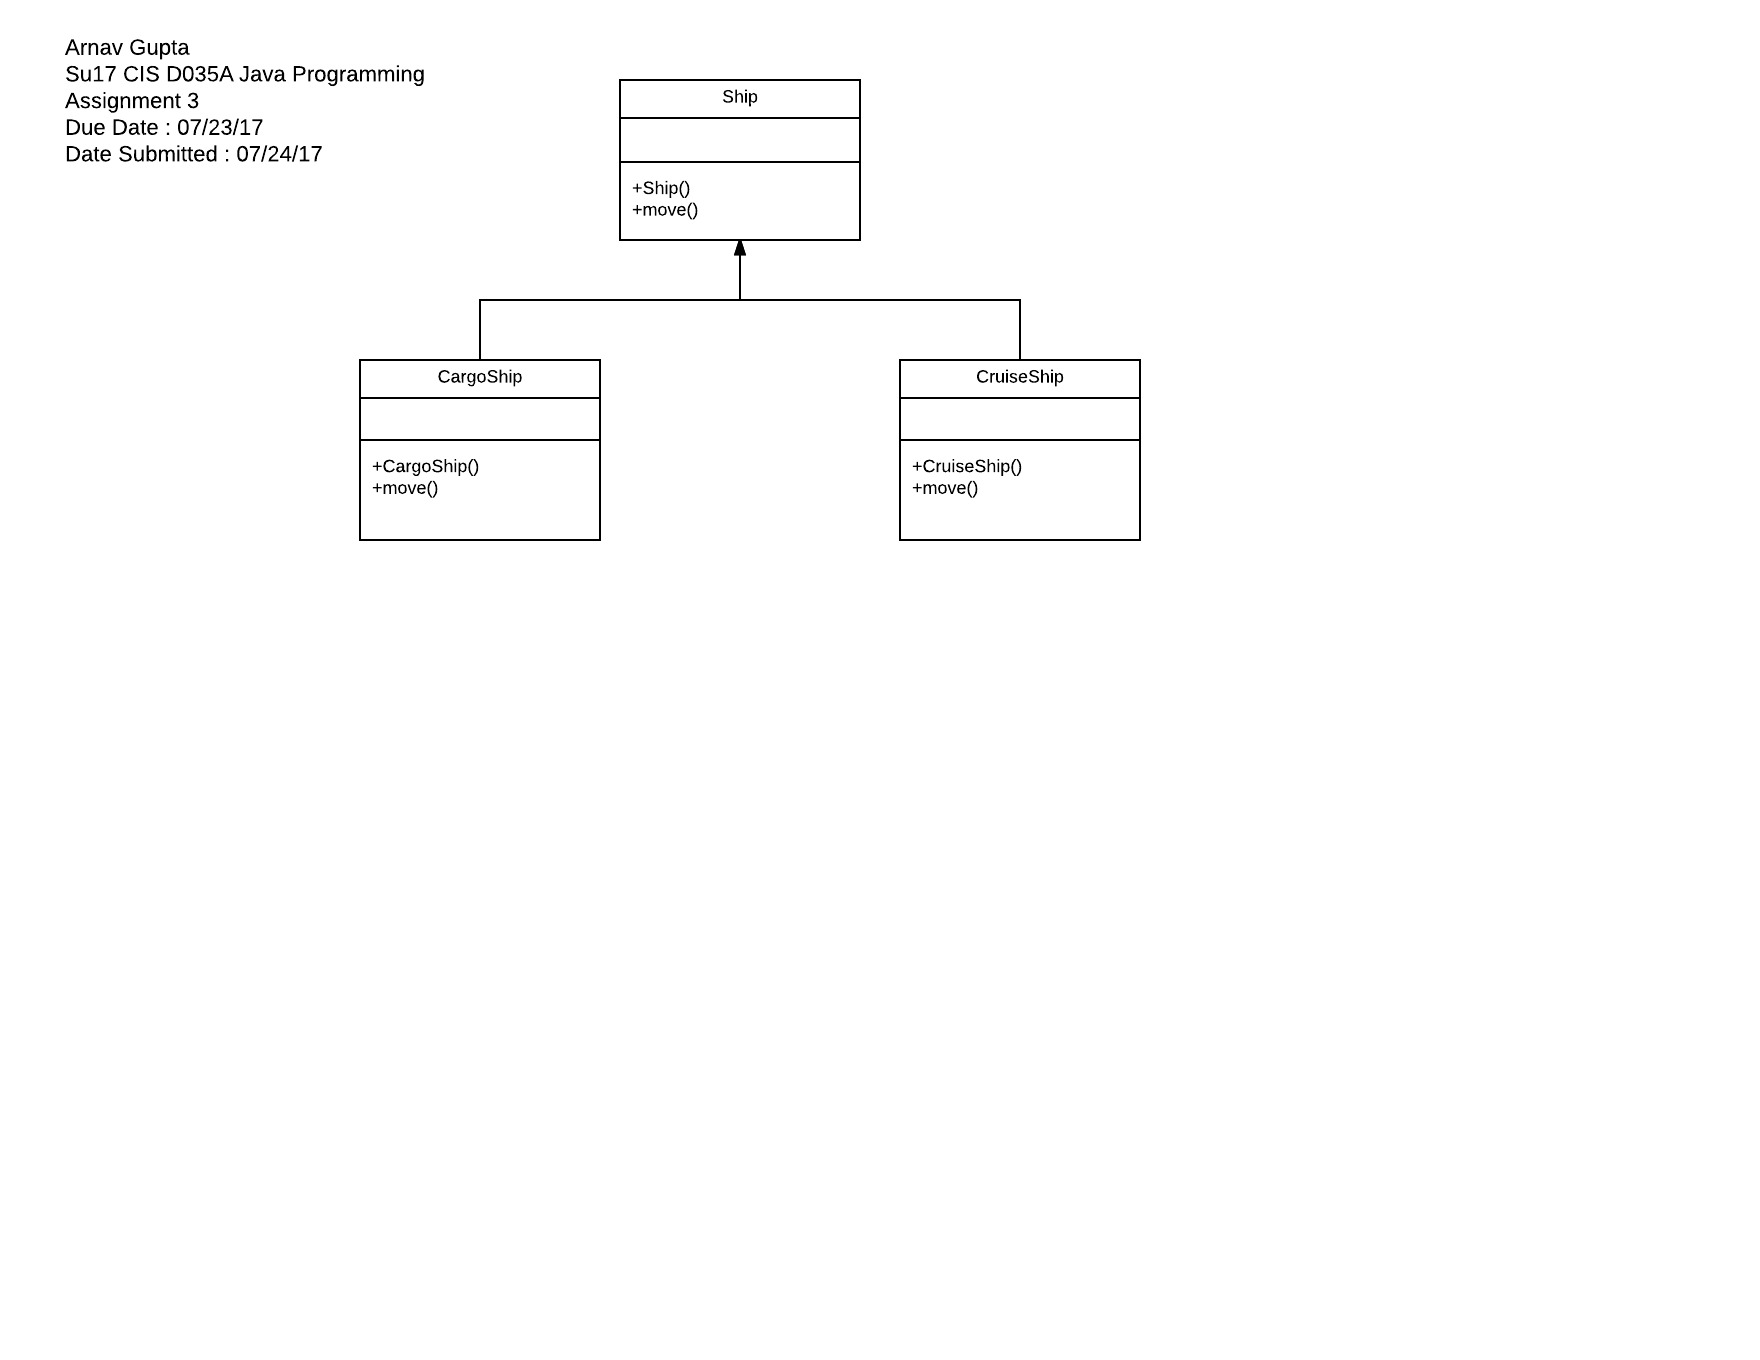 Arnav Gupta
Su17 CIS D035A Java Programming
Assignment 3
Due Date : 07/23/17
Date Submitted : 07/24/17
Ship
+Ship()
+move()
CargoShip
+CargoShip()
+move()
CruiseShip
+CruiseShip()
+move()